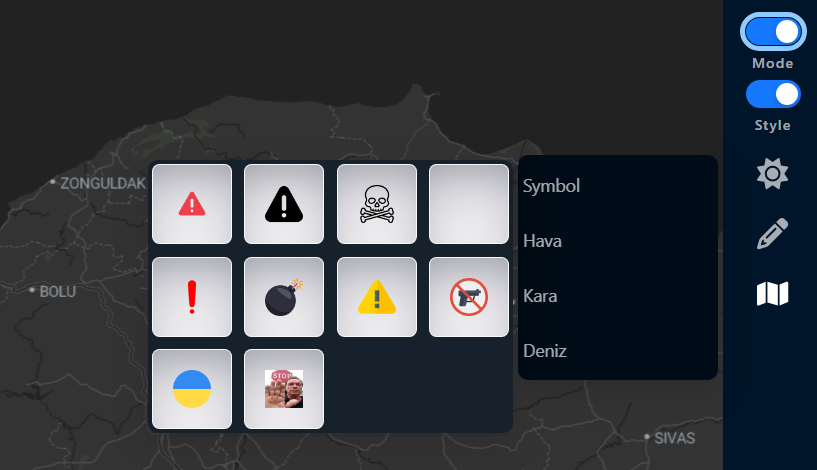 Mode
Style
ZONGULDAK
Symbol
Hava
BOLU
Kara
Deniz
STOP
SIVAS